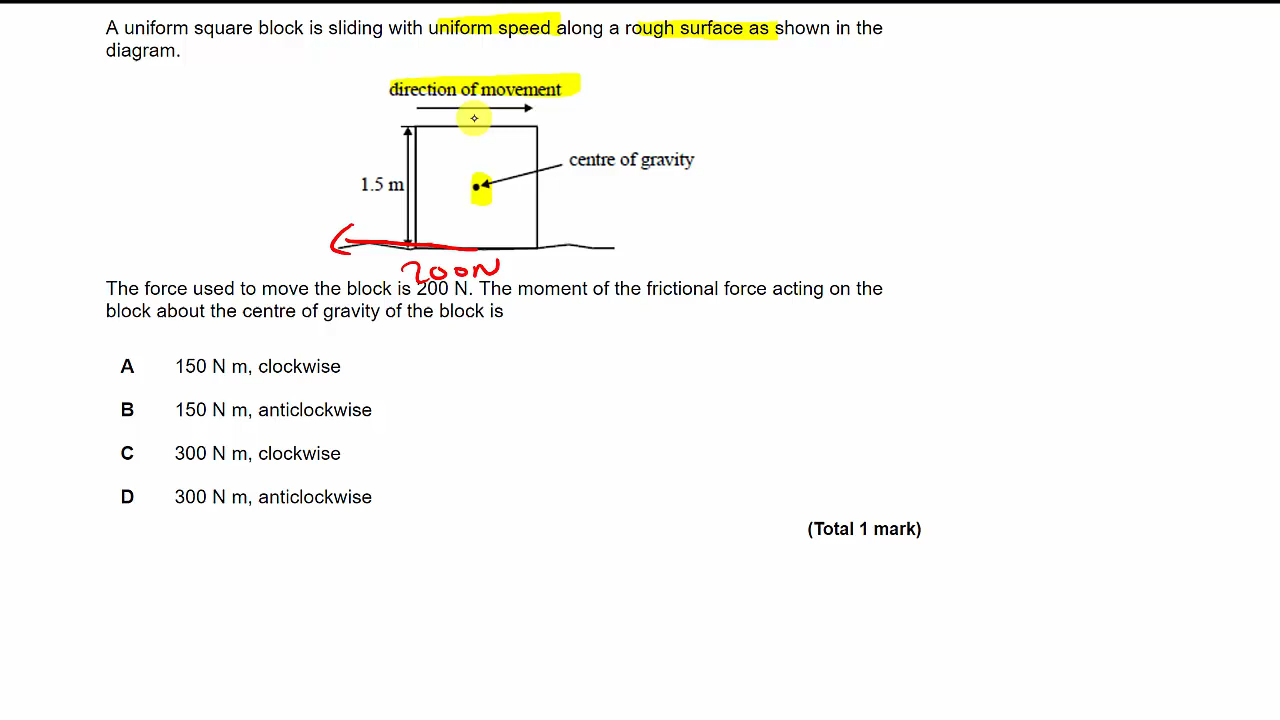 A uniform square block is sliding with uniform speed along a rough surface as shown in the
diagram.
direction of movement
centre of gravity
1.5 m
200N
The force used to move the block is 200 N. The moment of the frictional force acting on the
block about the centre of gravity of the block is
A 150 N m, clockwise
B 150 N m, anticlockwise
C 300 N m, clockwise
D 300 N m, anticlockwise
(Total 1 mark)